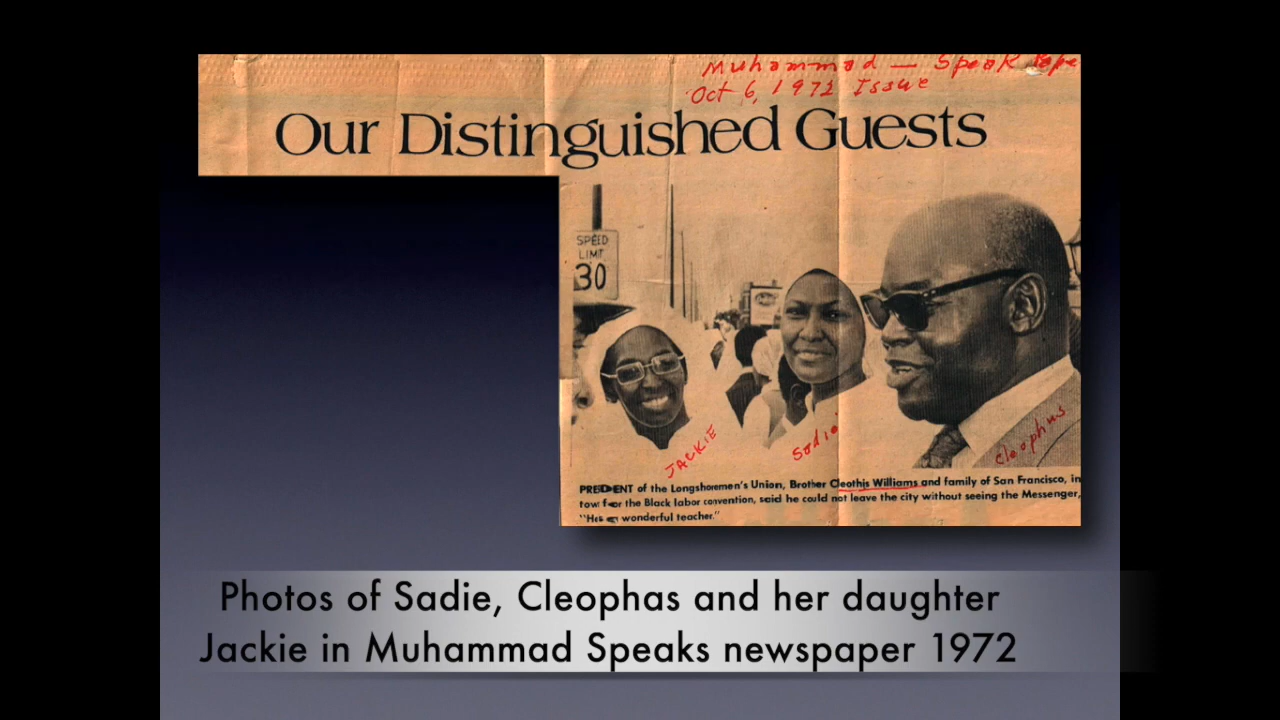 Muhammad — Speak
Oct 6, 1972 Issue
Our Distinguished Guests
SPEED
LIMIT
30
JACKIE
Sadie
Cleophus
PRESIDENT of the Longshoremen's Union, Brother Cleothis Williams and family of San Francisco, in
town for the Black labor convention, said he could not leave the city without seeing the Messenger,
wonderful teacher."
Photos of Sadie, Cleophas and her daughter
Jackie in Muhammad Speaks newspaper 1972